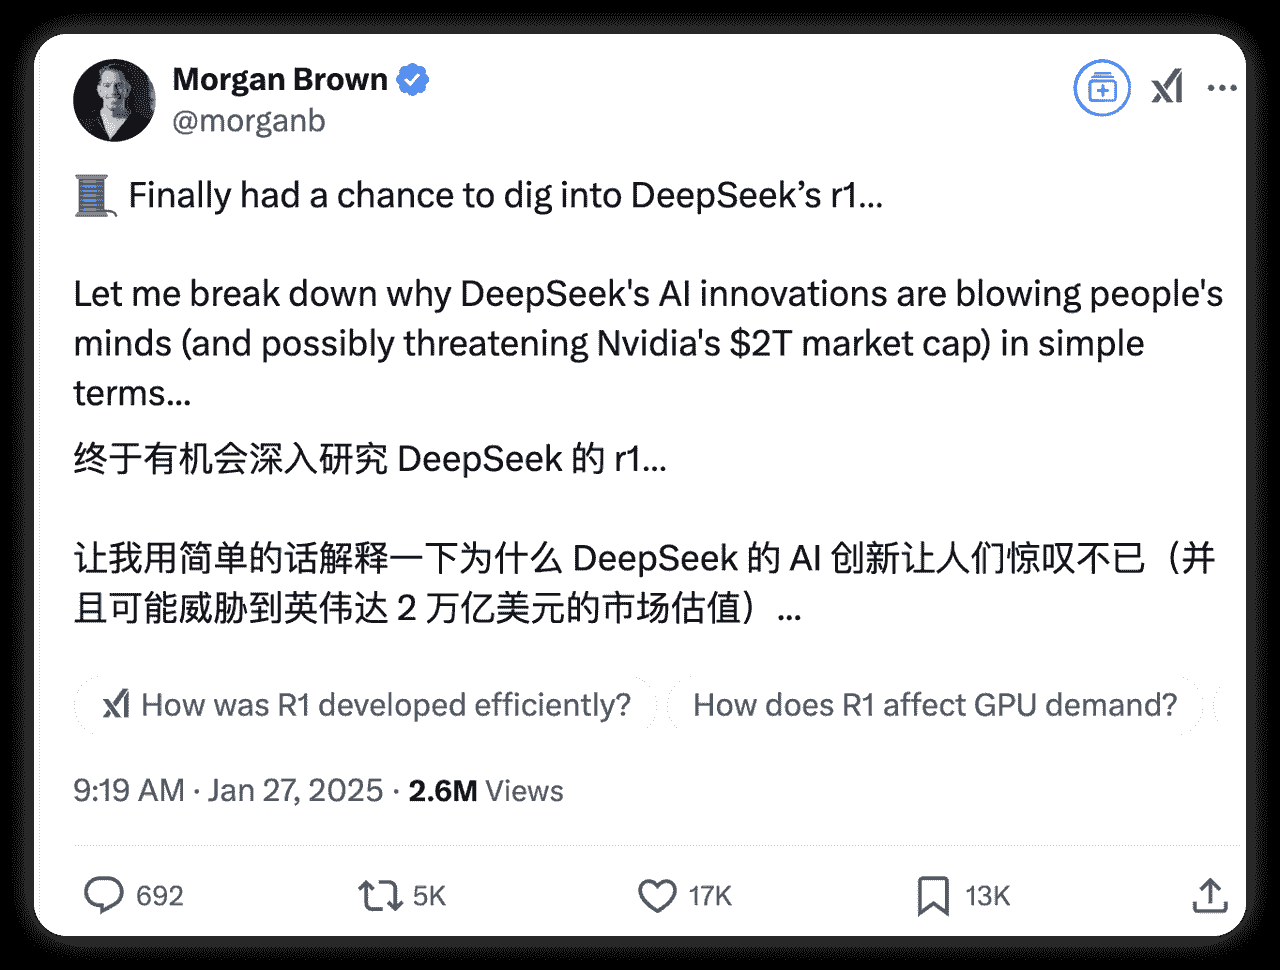 Morgan Brown
@morganb
Finally had a chance to dig into DeepSeek’s r1...
Let me break down why DeepSeek's AI innovations are blowing people's
minds (and possibly threatening Nvidia's $2T market cap) in simple
terms...
终于有机会深入研究 DeepSeek 的 r1...
让我用简单的话解释一下为什么 DeepSeek 的 AI 创新让人们惊叹不已（并
且可能威胁到英伟达 2 万亿美元的市场估值）...
How was R1 developed efficiently? How does R1 affect GPU demand?
9:19 AM · Jan 27, 2025 · 2.6M Views
692 5K 17K 13K